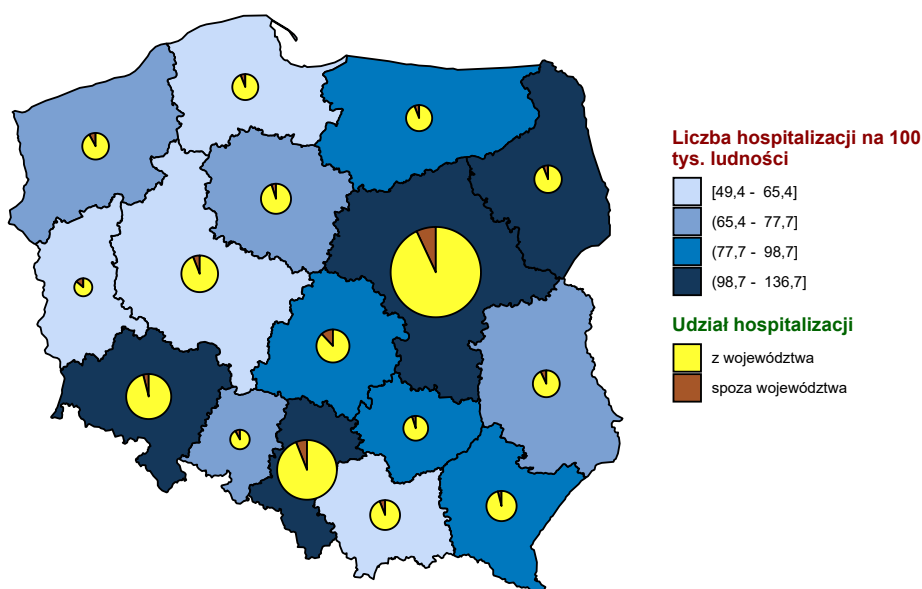 Liczba hospitalizacji na 100
tys. ludności
[49,4 - 65,4]
(65,4 - 77,7]
(77,7 - 98,7]
(98,7 - 136,7]
Udział hospitalizacji
z województwa
spoza województwa